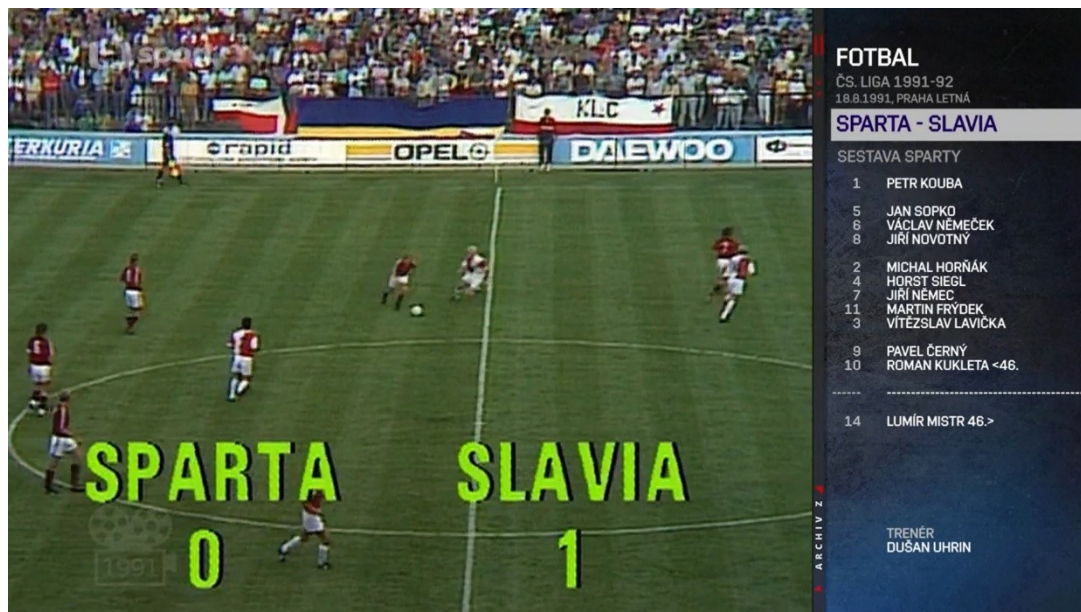 sport
KLC
ERKURIA
rapid
OPEL
DAEWOO
SPARTA SLAVIA
0 1
1991
ARCHIV Z
FOTBAL
ČS. LIGA 1991-92
18.8.1991, PRAHA LETNÁ
SPARTA - SLAVIA
SESTAVA SPARTY
1 PETR KOUBA
5 JAN SOPKO
6 VÁCLAV NĚMEČEK
8 JIŘÍ NOVOTNÝ
2 MICHAL HORŇÁK
4 HORST SIEGL
7 JIŘÍ NĚMEC
11 MARTIN FRÝDEK
3 VÍTĚZSLAV LAVIČKA
9 PAVEL ČERNÝ
10 ROMAN KUKLETA <46.
14 LUMÍR MISTR 46.>
TRENÉR
DUŠAN UHRIN